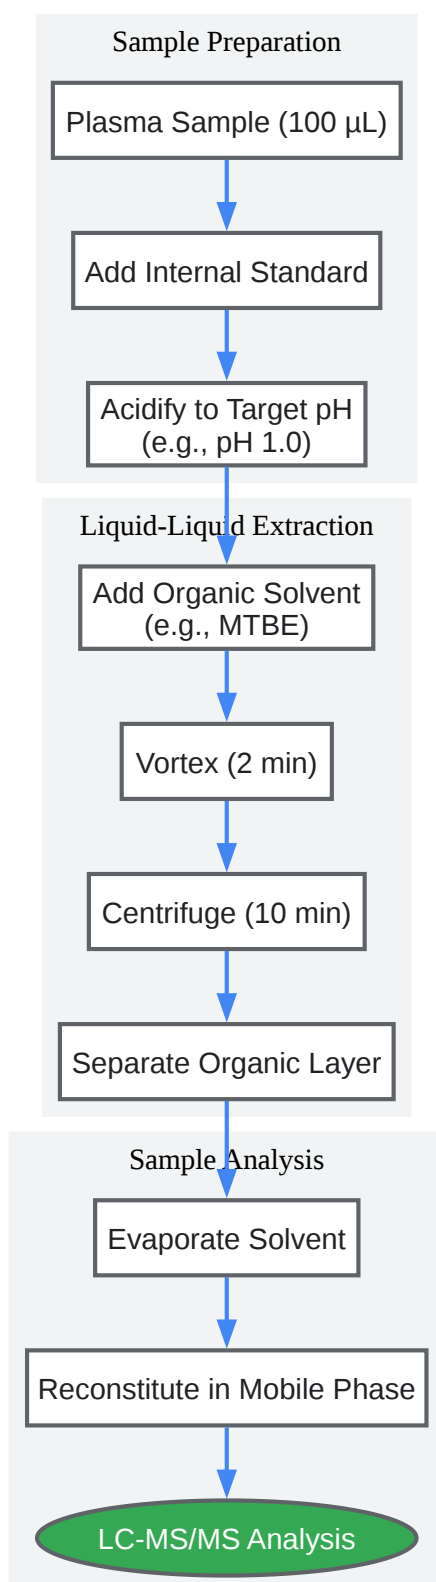 Sample Preparation
Plasma Sample (100 µL)
Add Internal Standard
Acidify to Target pH
(e.g., pH 1.0)
Liquid-Liquid Extraction
Add Organic Solvent
(e.g., MTBE)
Vortex (2 min)
Centrifuge (10 min)
Separate Organic Layer
Sample Analysis
Evaporate Solvent
Reconstitute in Mobile Phase
LC-MS/MS Analysis